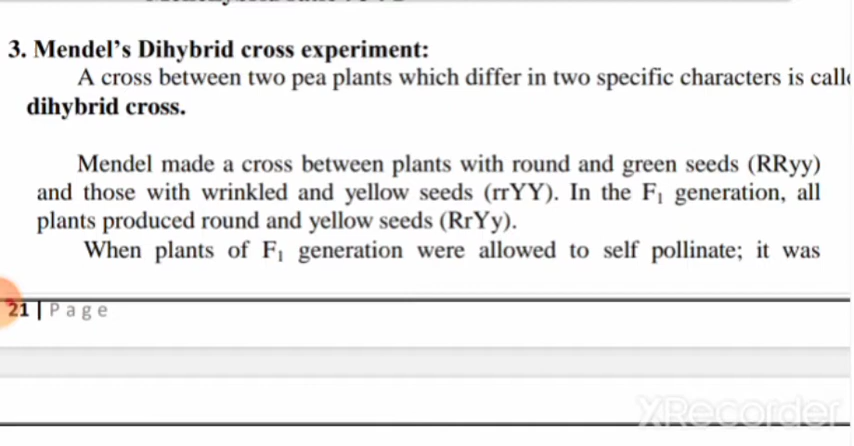 3. Mendel's Dihybrid cross experiment:
A cross between two pea plants which differ in two specific characters is
dihybrid cross.
Mendel made a cross between plants with round and green seeds (RRyy)
and those with wrinkled and yellow seeds (rrYY). In the F₁ generation, all
plants produced round and yellow seeds (RrYy).
When plants of F₁ generation were allowed to self pollinate; it was
21 | Page
XRecorder